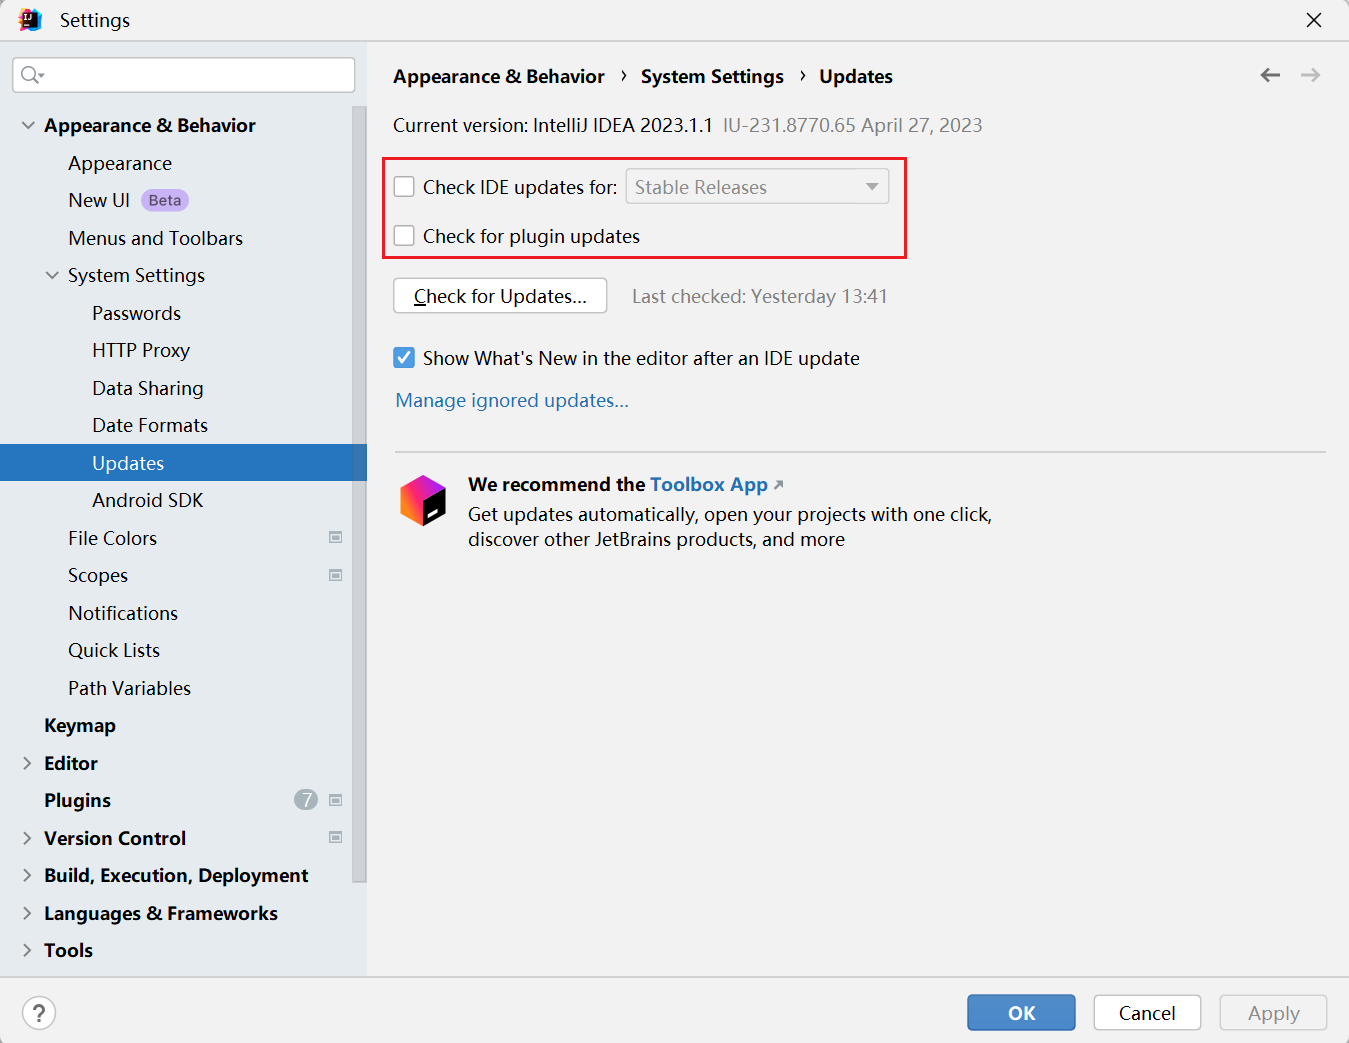 Settings
Appearance & Behavior
Appearance
New UI Beta
Menus and Toolbars
System Settings
Passwords
HTTP Proxy
Data Sharing
Date Formats
Updates
Android SDK
File Colors
Scopes
Notifications
Quick Lists
Path Variables
Keymap
Editor
Plugins 7
Version Control
Build, Execution, Deployment
Languages & Frameworks
Tools
Appearance & Behavior › System Settings › Updates
Current version: IntelliJ IDEA 2023.1.1 IU-231.8770.65 April 27, 2023
Check IDE updates for: Stable Releases
Check for plugin updates
Check for Updates... Last checked: Yesterday 13:41
Show What's New in the editor after an IDE update
Manage ignored updates...
We recommend the Toolbox App ↗
Get updates automatically, open your projects with one click,
discover other JetBrains products, and more
? OK Cancel Apply